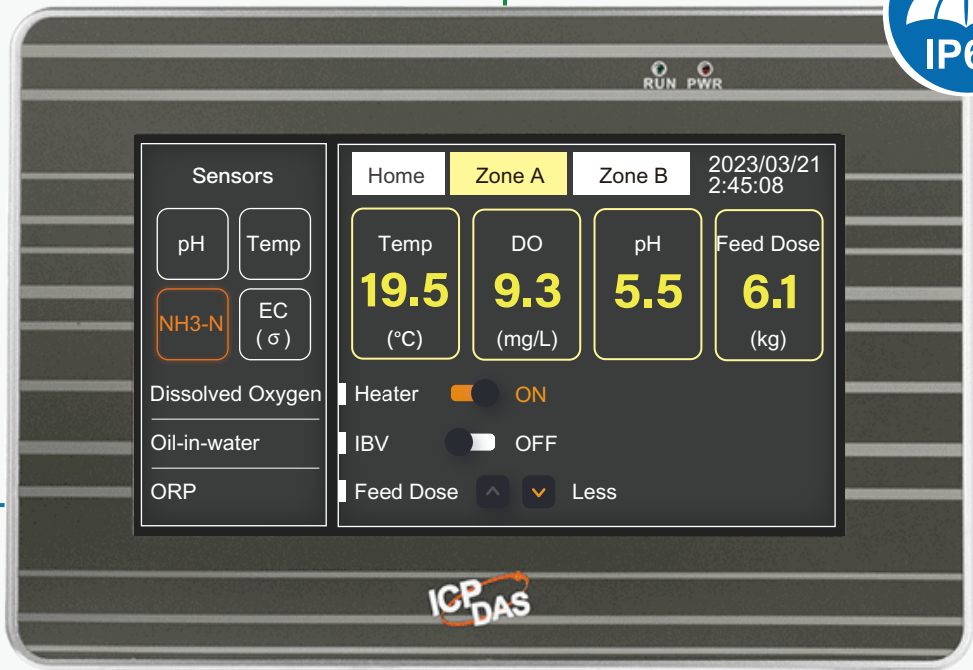 IP6
RUN PWR
Sensors
pH
Temp
NH3-N
EC
(σ)
Dissolved Oxygen
Oil-in-water
ORP
Home
Zone A
Zone B
2023/03/21
2:45:08
Temp
19.5
(°C)
DO
9.3
(mg/L)
pH
5.5
Feed Dose
6.1
(kg)
Heater ON
IBV OFF
Feed Dose Less
ICP
DAS